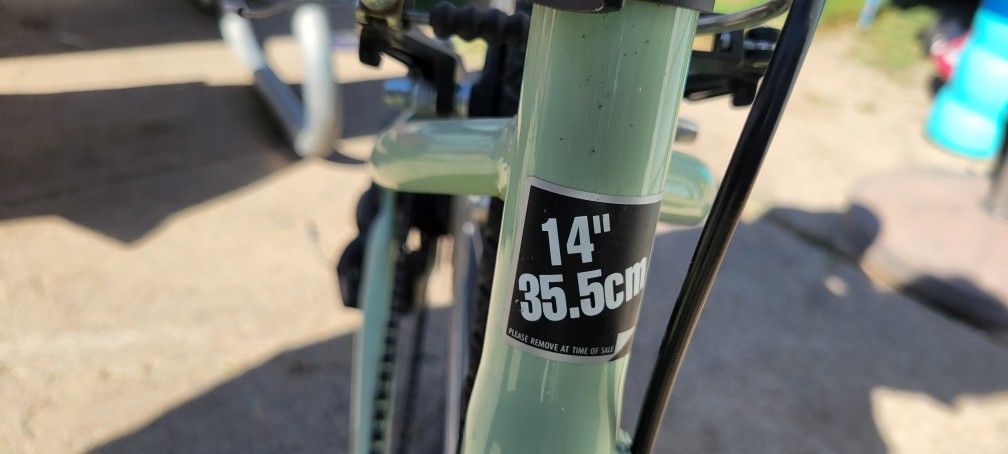 14"
35.5cm
PLEASE REMOVE AT TIME OF SALE